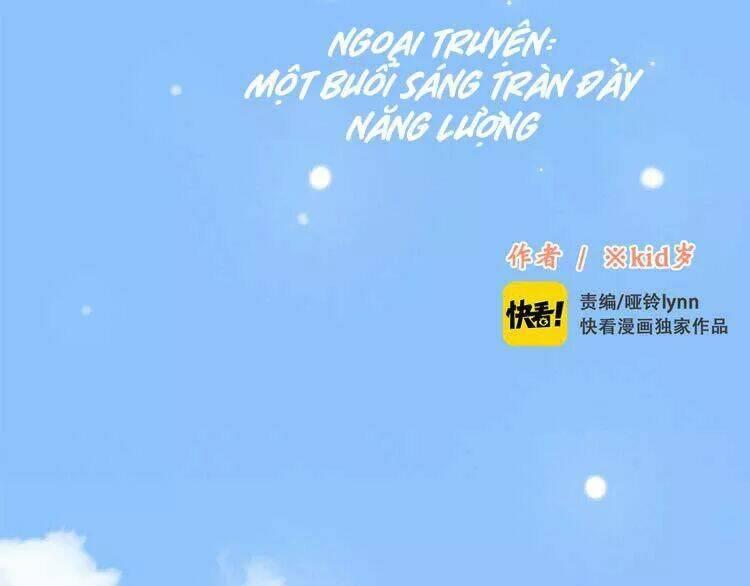 NGOẠI TRUYỆN:
MỘT BUỔI SÁNG TRÀN ĐẦY
NĂNG LƯỢNG
作者 / ※kid岁
快看!
责编/哑铃lynn
快看漫画独家作品